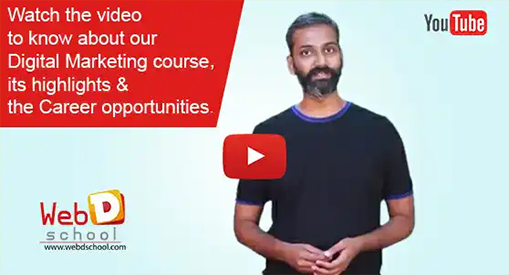 Watch the video
to know about our
Digital Marketing course,
its highlights &
the Career opportunities.
YouTube
Web D
school
www.webdschool.com